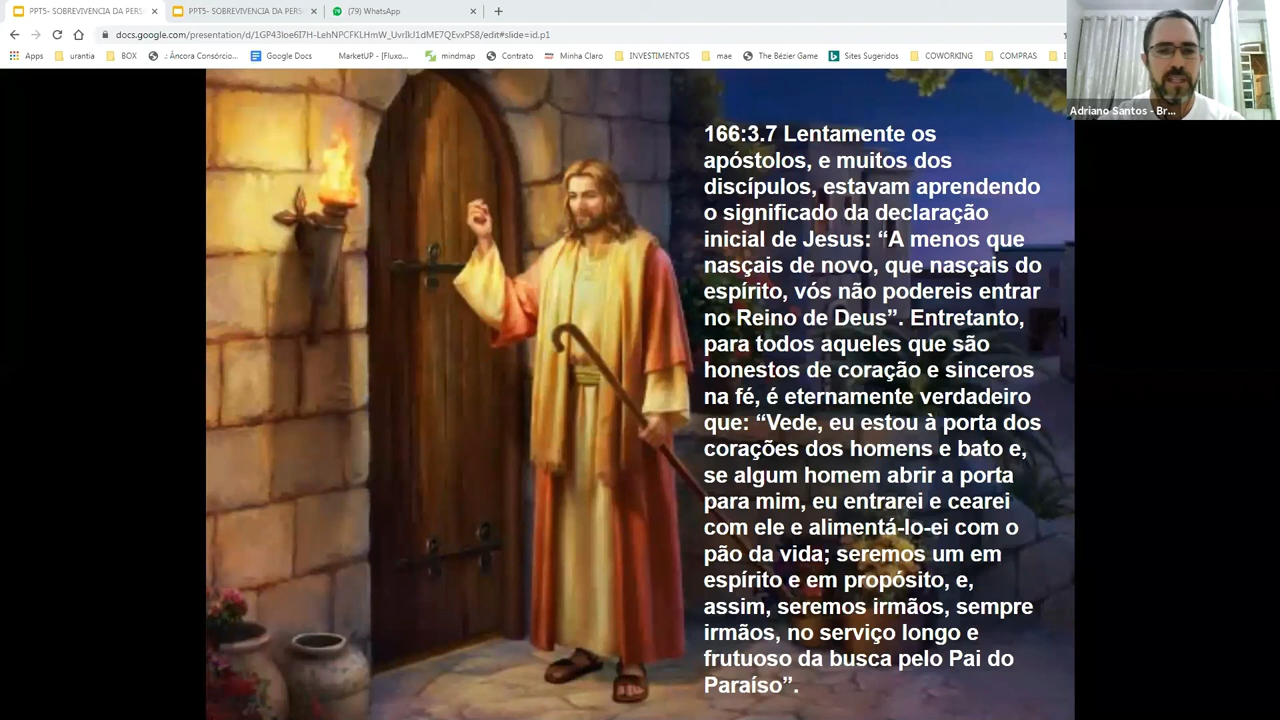 PPT5- SOBREVIVENCIA DA PERS
PPT5- SOBREVIVENCIA DA PERS
(79) WhatsApp
docs.google.com/presentation/d/1GP43loe6I7H-LehNPCFKLHmW_UvrlkJ1dME7QEvxPS8/edit#slide=id.p1
Apps urantia BOX .: Âncora Consórcio... Google Docs MarketUP - [Fluxo... mindmap Contrato Minha Claro INVESTIMENTOS mae The Bézier Game Sites Sugeridos COWORKING COMPRAS
Adriano Santos - Br...
166:3.7 Lentamente os
apóstolos, e muitos dos
discípulos, estavam aprendendo
o significado da declaração
inicial de Jesus: “A menos que
nasçais de novo, que nasçais do
espírito, vós não podereis entrar
no Reino de Deus”. Entretanto,
para todos aqueles que são
honestos de coração e sinceros
na fé, é eternamente verdadeiro
que: “Vede, eu estou à porta dos
corações dos homens e bato e,
se algum homem abrir a porta
para mim, eu entrarei e cearei
com ele e alimentá-lo-ei com o
pão da vida; seremos um em
espírito e em propósito, e,
assim, seremos irmãos, sempre
irmãos, no serviço longo e
frutuoso da busca pelo Pai do
Paraíso”.